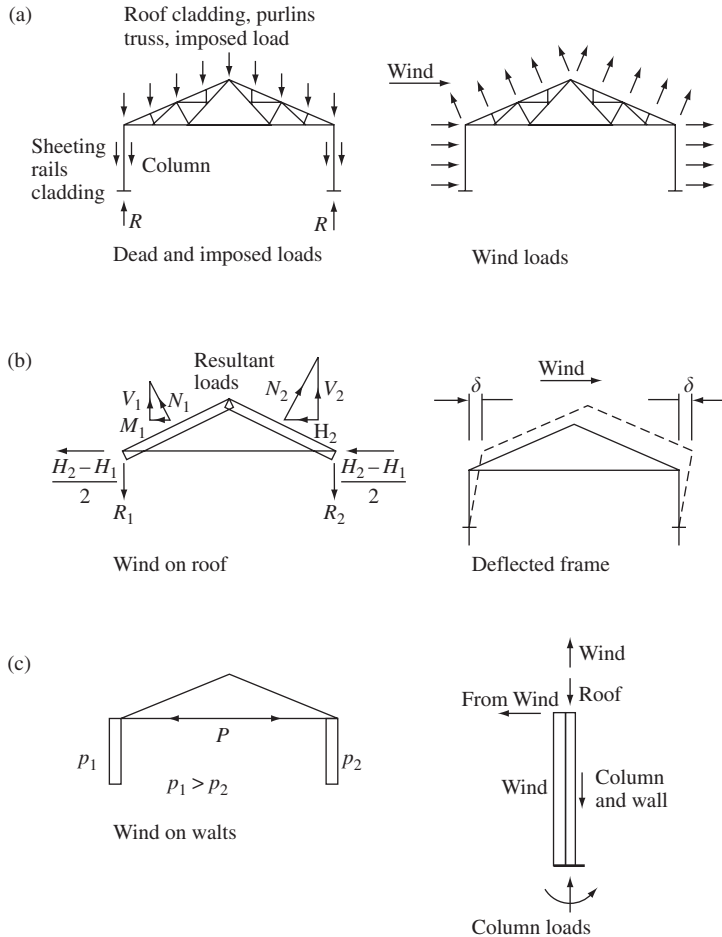 (a)
Roof cladding, purlins
truss, imposed load
Wind
Sheeting
rails
cladding
Column
R
R
Dead and imposed loads
Wind loads
(b)
Resultant
loads
V1
N1
M1
N2
V2
H2
H2 – H1
2
H2 – H1
2
R1
R2
Wind on roof
Wind
δ
δ
Deflected frame
(c)
P
p1
p2
p1 > p2
Wind on walts
Wind
Roof
From Wind
Wind
Column
and wall
Column loads